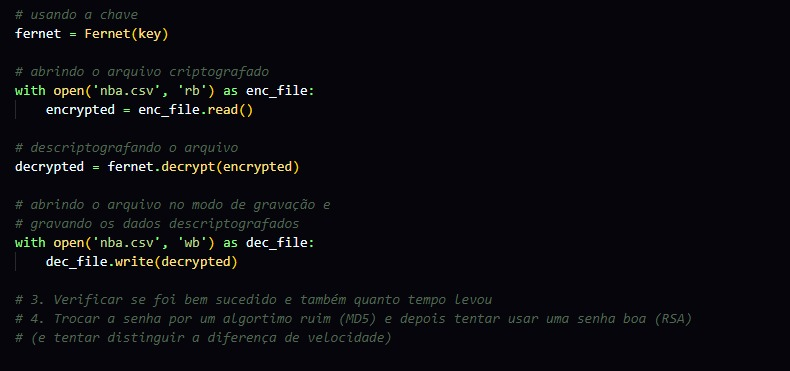 # usando a chave
fernet = Fernet(key)
# abrindo o arquivo criptografado
with open('nba.csv', 'rb') as enc_file:
    encrypted = enc_file.read()
# descriptografando o arquivo
decrypted = fernet.decrypt(encrypted)
# abrindo o arquivo no modo de gravação e
# gravando os dados descriptografados
with open('nba.csv', 'wb') as dec_file:
    dec_file.write(decrypted)
# 3. Verificar se foi bem sucedido e também quanto tempo levou
# 4. Trocar a senha por um algortimo ruim (MD5) e depois tentar usar uma senha boa (RSA)
# (e tentar distinguir a diferença de velocidade)